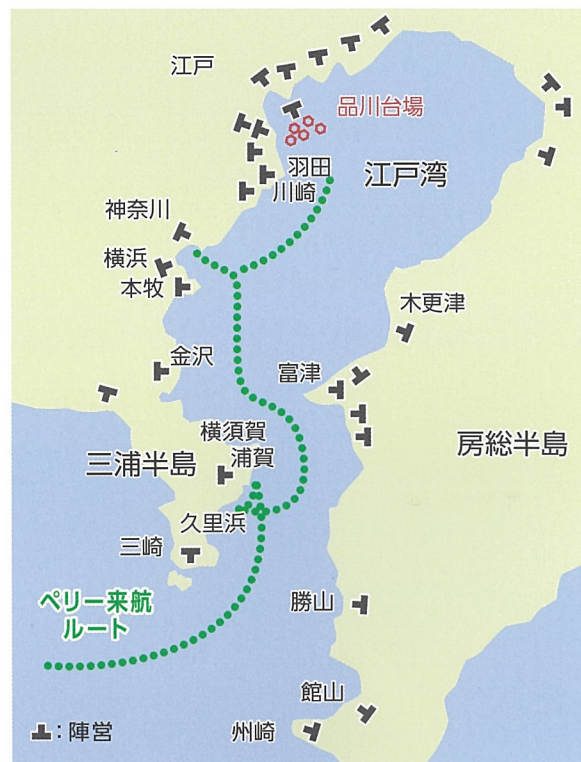 江戸
品川台場
羽田
江戸湾
川崎
神奈川
横浜
本牧
木更津
金沢
富津
横須賀
三浦半島
浦賀
房総半島
久里浜
三崎
ペリー来航
ルート
勝山
館山
州崎
:陣営